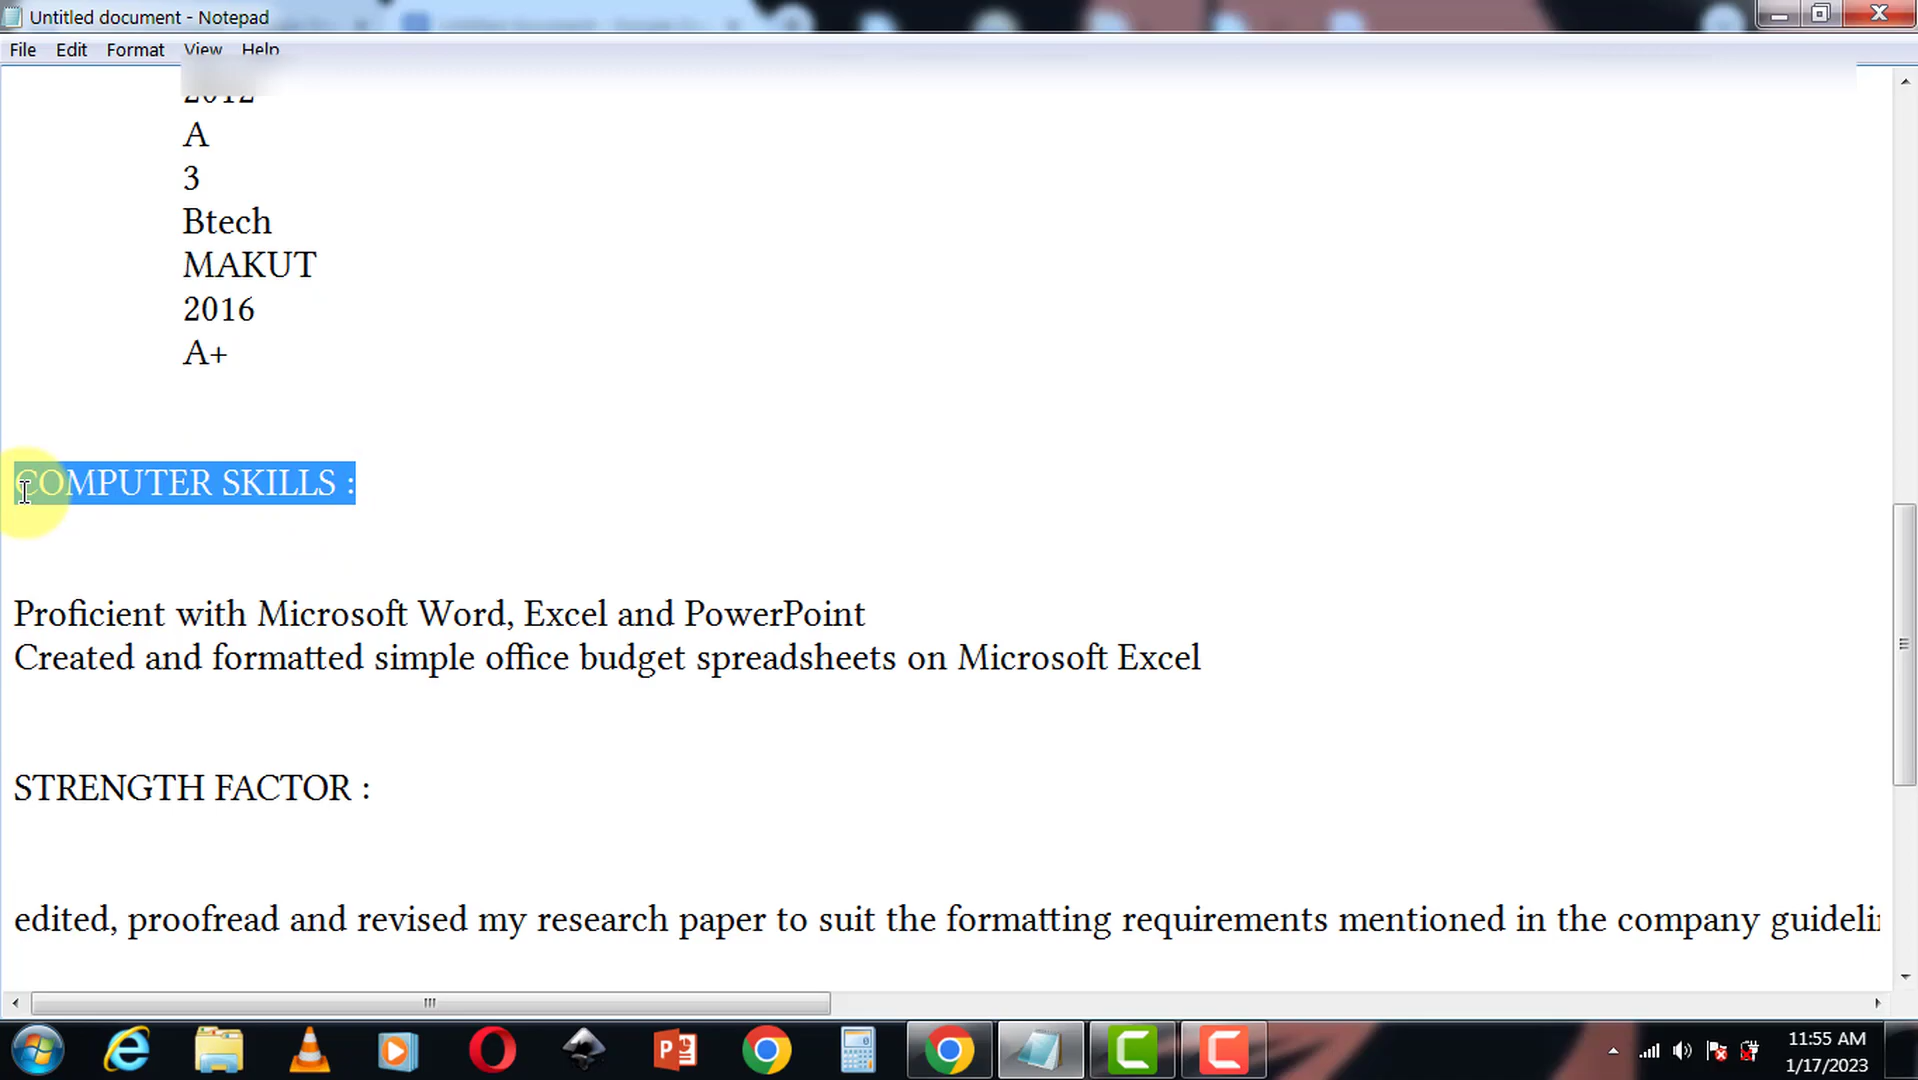 Untitled document - Notepad
File Edit Format View Help
2012
A
3
Btech
MAKUT
2016
A+
COMPUTER SKILLS :
Proficient with Microsoft Word, Excel and PowerPoint
Created and formatted simple office budget spreadsheets on Microsoft Excel
STRENGTH FACTOR :
edited, proofread and revised my research paper to suit the formatting requirements mentioned in the company
11:55 AM
1/17/2023